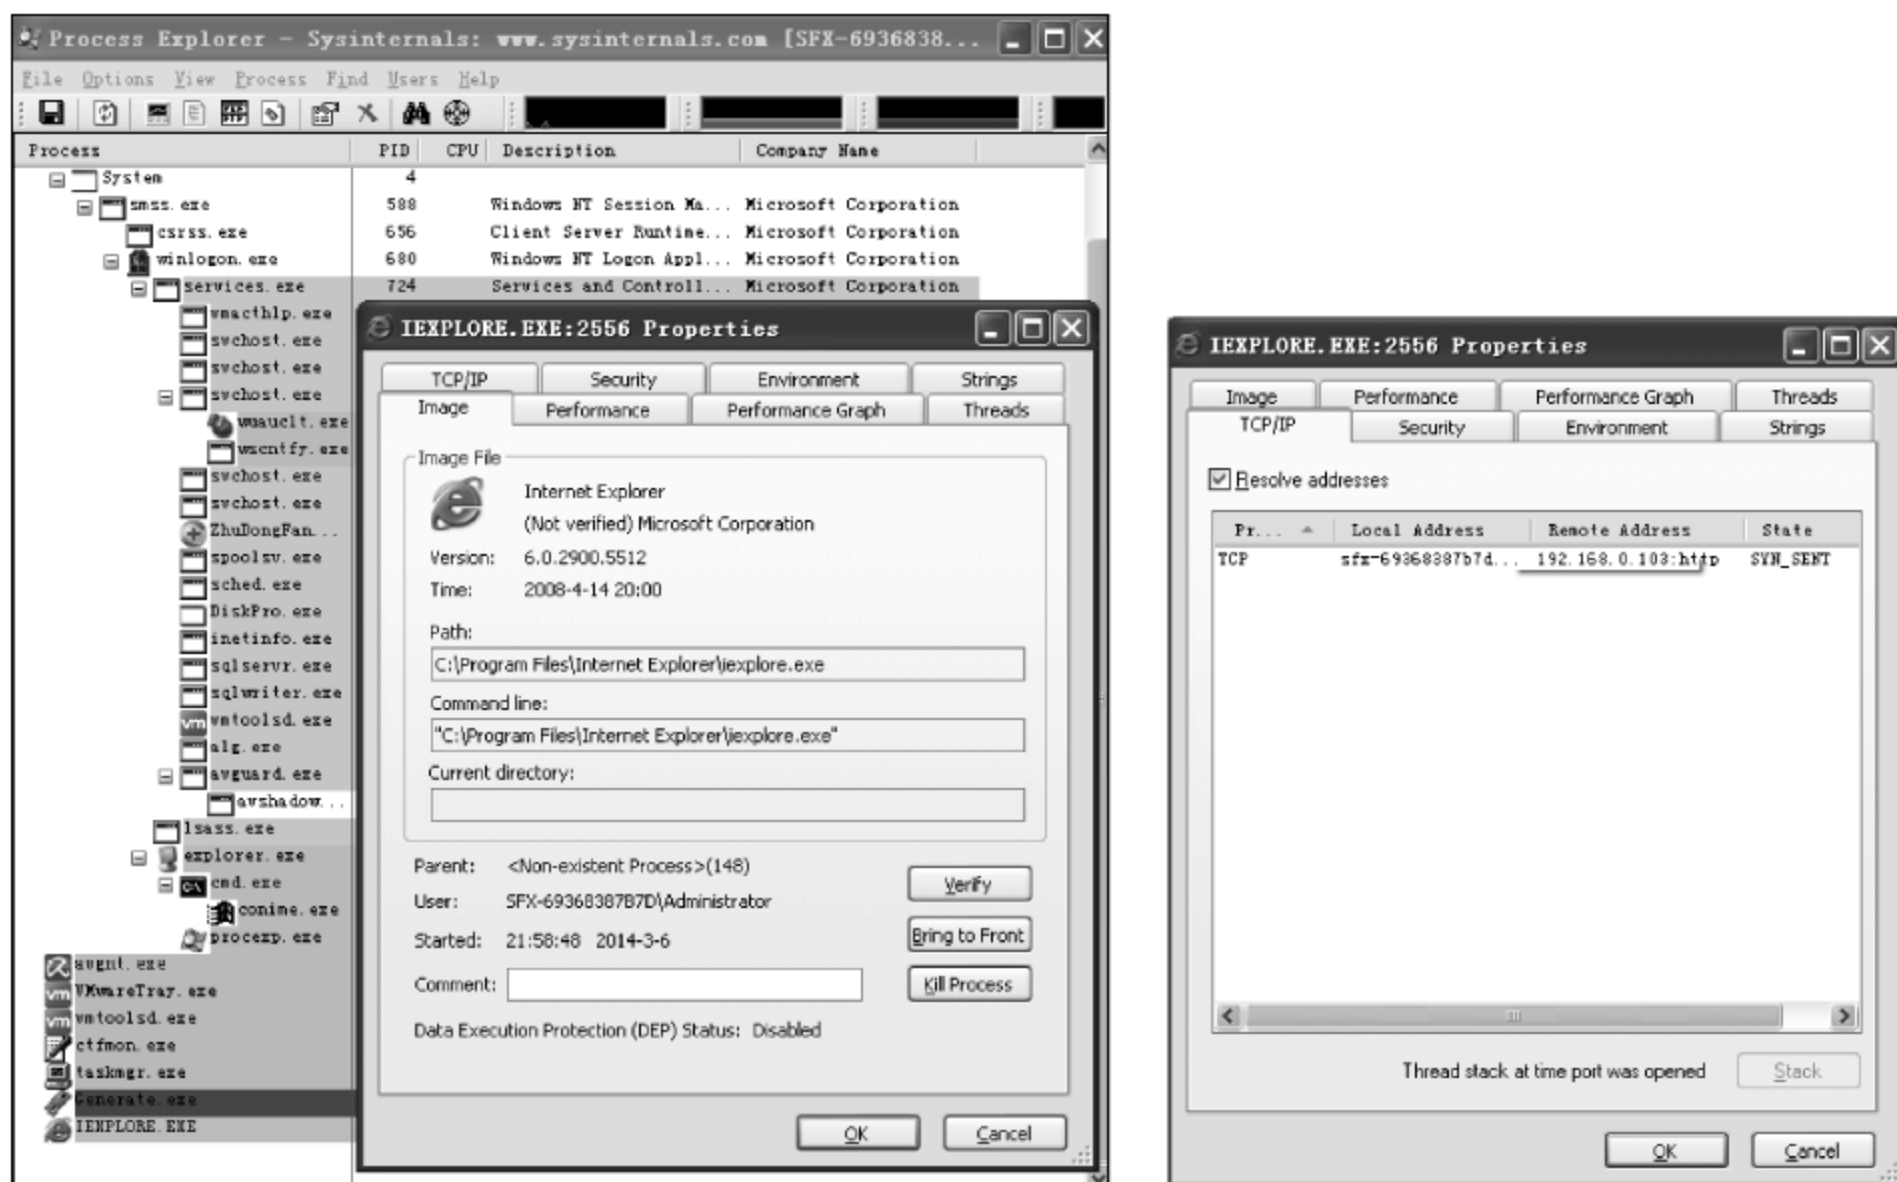 Process Explorer - Sysinternals: www.sysinternals.com [SFX-6936838...
File Options View Process Find Users Help
Process PID CPU Description Company Name
System 4
smss.exe 588 Windows NT Session Ma... Microsoft Corporation
csrss.exe 656 Client Server Runtime... Microsoft Corporation
winlogon.exe 680 Windows NT Logon Appl... Microsoft Corporation
services.exe 724 Services and Controll... Microsoft Corporation
vmacthlp.exe
svchost.exe
svchost.exe
svchost.exe
wuauclt.exe
wscntfy.exe
svchost.exe
svchost.exe
ZhuDongFan...
spoolsv.exe
sched.exe
DiskPro.exe
inetinfo.exe
sqlservr.exe
sqlwriter.exe
vmtoolsd.exe
alg.exe
avguard.exe
avshadow...
lsass.exe
explorer.exe
cmd.exe
conime.exe
procexp.exe
avgnt.exe
VMwareTray.exe
vmtoolsd.exe
ctfmon.exe
taskmgr.exe
Generate.exe
IEXPLORE.EXE
IEXPLORE.EXE:2556 Properties
TCP/IP Security Environment Strings
Image Performance Performance Graph Threads
Image File
Internet Explorer
(Not verified) Microsoft Corporation
Version: 6.0.2900.5512
Time: 2008-4-14 20:00
Path:
C:\Program Files\Internet Explorer\iexplore.exe
Command line:
"C:\Program Files\Internet Explorer\iexplore.exe"
Current directory:
Parent: <Non-existent Process>(148)
User: SFX-69368387B7D\Administrator
Started: 21:58:48 2014-3-6
Comment:
Verify
Bring to Front
Kill Process
Data Execution Protection (DEP) Status: Disabled
OK Cancel
IEXPLORE.EXE:2556 Properties
Image Performance Performance Graph Threads
TCP/IP Security Environment Strings
Resolve addresses
Pr... Local Address Remote Address State
TCP sfx-69368387b7d... 192.168.0.103:http SYN_SENT
Thread stack at time port was opened Stack
OK Cancel